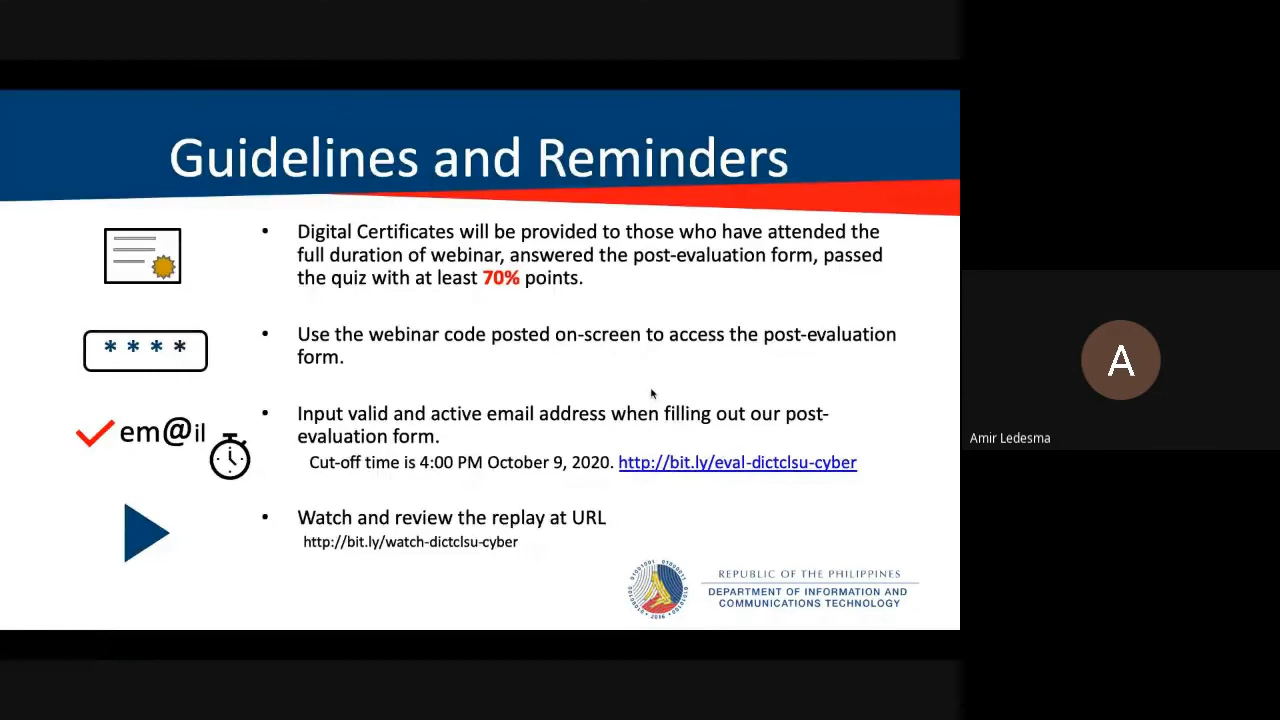 Guidelines and Reminders
• Digital Certificates will be provided to those who have attended the
full duration of webinar, answered the post-evaluation form, passed
the quiz with at least 70% points.
* * * *
• Use the webinar code posted on-screen to access the post-evaluation
form.
em@il
• Input valid and active email address when filling out our post-
evaluation form.
Cut-off time is 4:00 PM October 9, 2020. http://bit.ly/eval-dictclsu-cyber
• Watch and review the replay at URL
http://bit.ly/watch-dictclsu-cyber
REPUBLIC OF THE PHILIPPINES
DEPARTMENT OF INFORMATION AND
COMMUNICATIONS TECHNOLOGY
A
Amir Ledesma